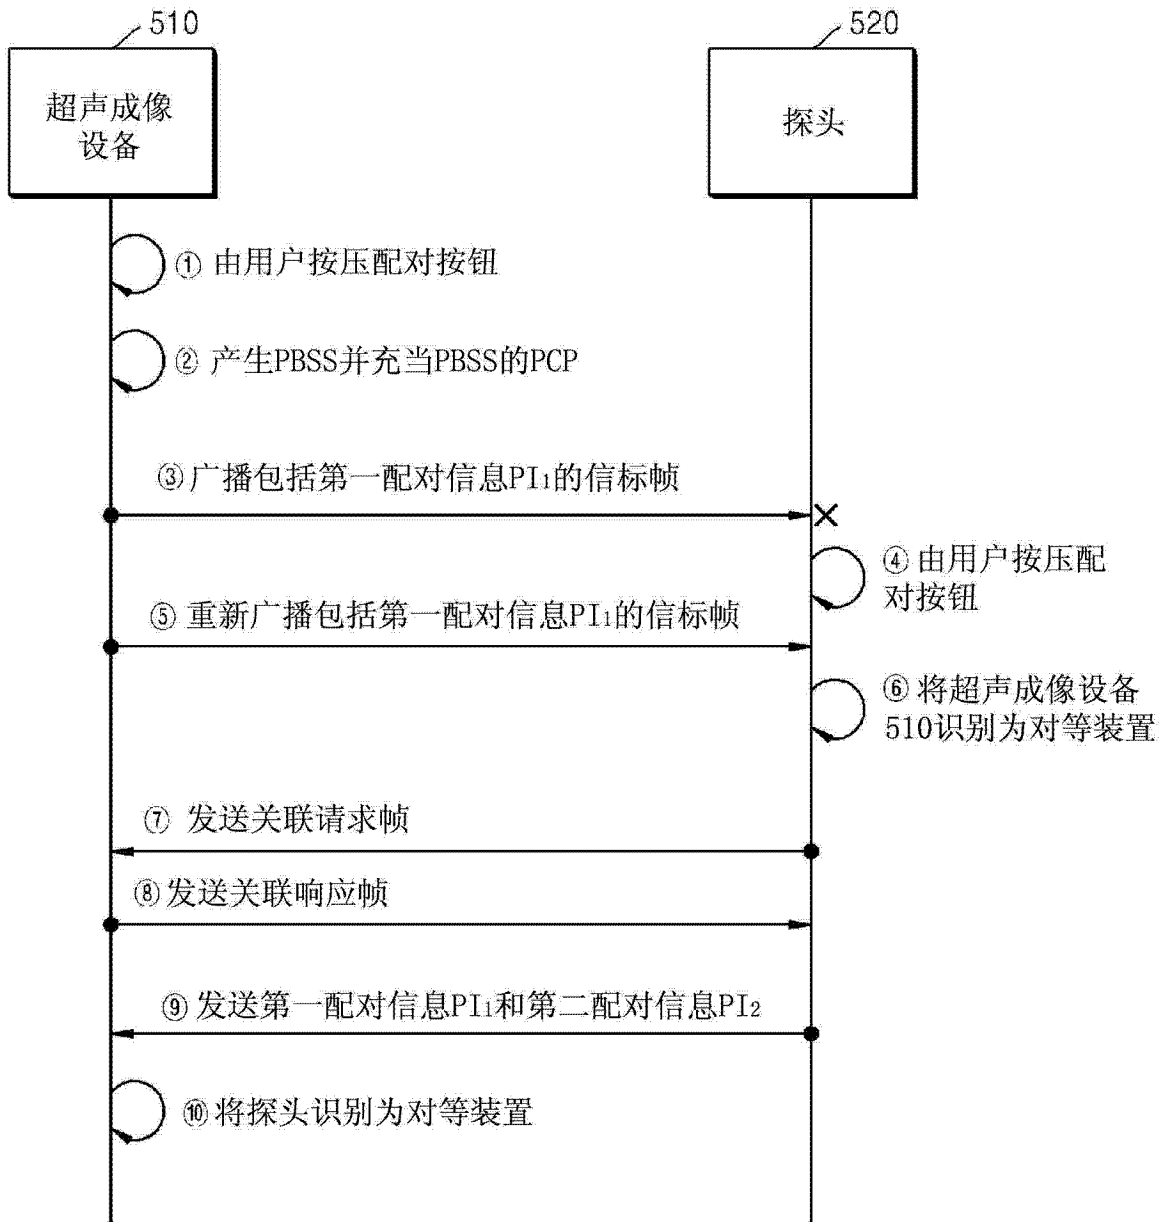 510
520
超声成像
设备
探头
① 由用户按压配对按钮
② 产生PBSS并充当PBSS的PCP
③广播包括第一配对信息PI₁的信标帧
④由用户按压配
对按钮
⑤ 重新广播包括第一配对信息PI₁的信标帧
⑥ 将超声成像设备
510识别为对等装置
⑦ 发送关联请求帧
⑧发送关联响应帧
⑨ 发送第一配对信息PI₁和第二配对信息PI₂
⑩将探头识别为对等装置